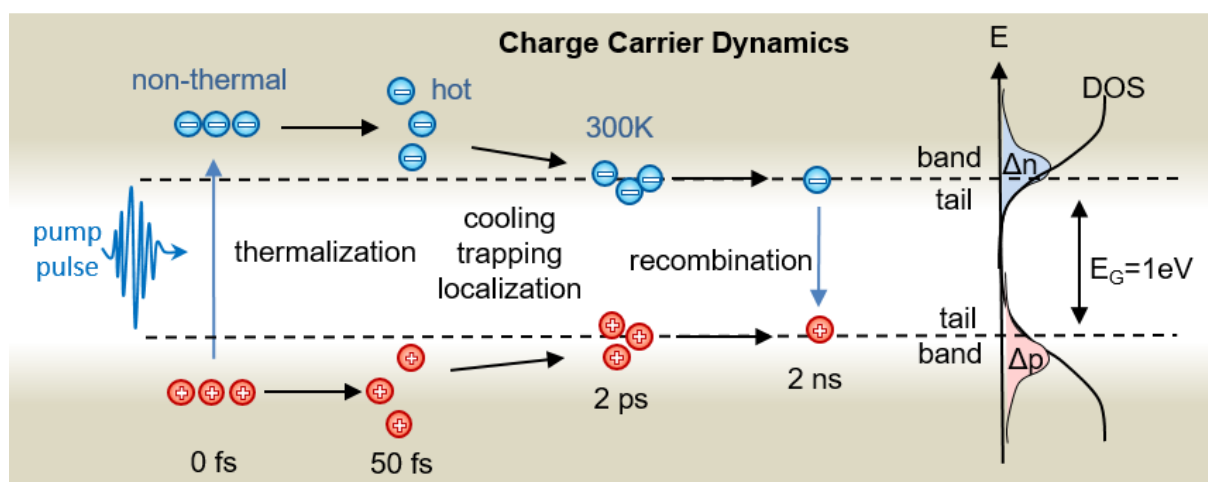 Charge Carrier Dynamics
E
DOS
non-thermal
hot
300K
band
Δn
tail
pump
pulse
thermalization
cooling
trapping
localization
recombination
E_G=1eV
tail
band
Δp
0 fs
50 fs
2 ps
2 ns